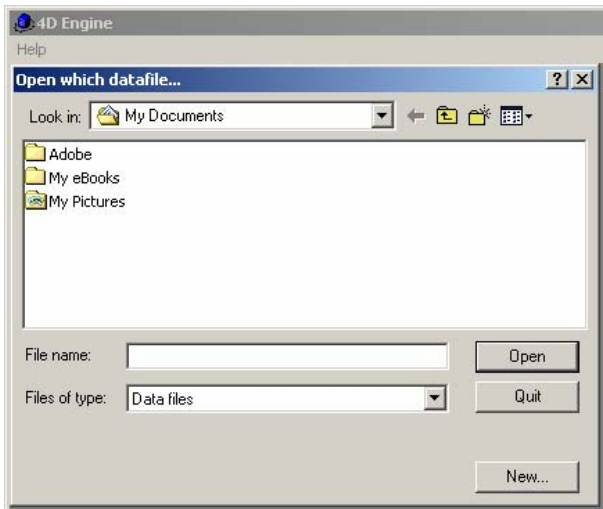 4D Engine
Help
Open which datafile...
Look in: My Documents
Adobe
My eBooks
My Pictures
File name: Open
Files of type: Data files Quit
New...